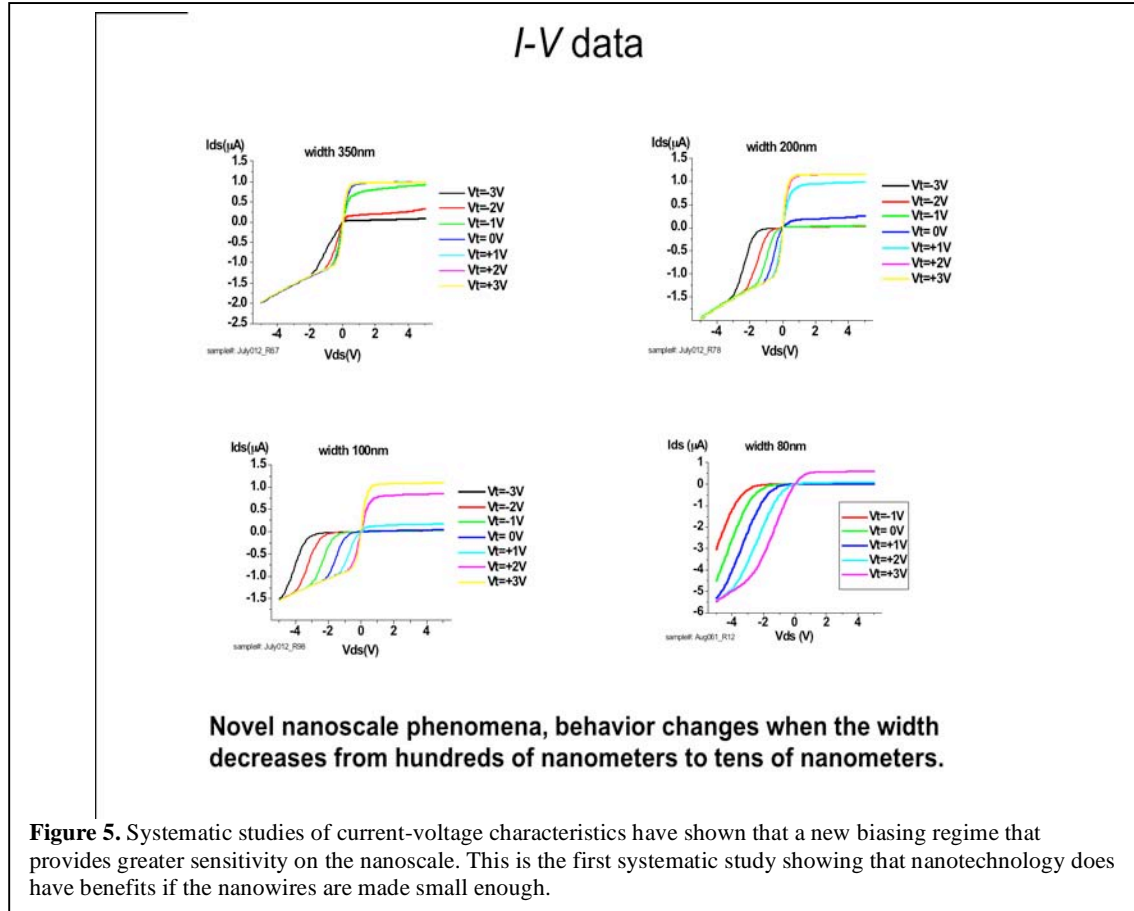 I-V data
Ids(μA)
width 350nm
1.5
1.0
0.5
0.0
-0.5
-1.0
-1.5
-2.0
-2.5
-4 -2 0 2 4
Vds(V)
Vt=-3V
Vt=-2V
Vt=-1V
Vt= 0V
Vt=+1V
Vt=+2V
Vt=+3V
sample#: July012_R67
Ids(μA)
width 200nm
1.5
1.0
0.5
0.0
-0.5
-1.0
-1.5
-4 -2 0 2 4
Vds(V)
Vt=-3V
Vt=-2V
Vt=-1V
Vt= 0V
Vt=+1V
Vt=+2V
Vt=+3V
sample#: July012_R78
Ids(μA)
width 100nm
1.5
1.0
0.5
0.0
-0.5
-1.0
-1.5
-4 -2 0 2 4
Vds(V)
Vt=-3V
Vt=-2V
Vt=-1V
Vt= 0V
Vt=+1V
Vt=+2V
Vt=+3V
sample#: July012_R98
Ids (μA)
width 80nm
1
0
-1
-2
-3
-4
-5
-6
-4 -2 0 2 4
Vds (V)
Vt=-1V
Vt= 0V
Vt=+1V
Vt=+2V
Vt=+3V
sample#: Aug061_R12
Novel nanoscale phenomena, behavior changes when the width
decreases from hundreds of nanometers to tens of nanometers.
Figure 5. Systematic studies of current-voltage characteristics have shown that a new biasing regime that
provides greater sensitivity on the nanoscale. This is the first systematic study showing that nanotechnology does
have benefits if the nanowires are made small enough.